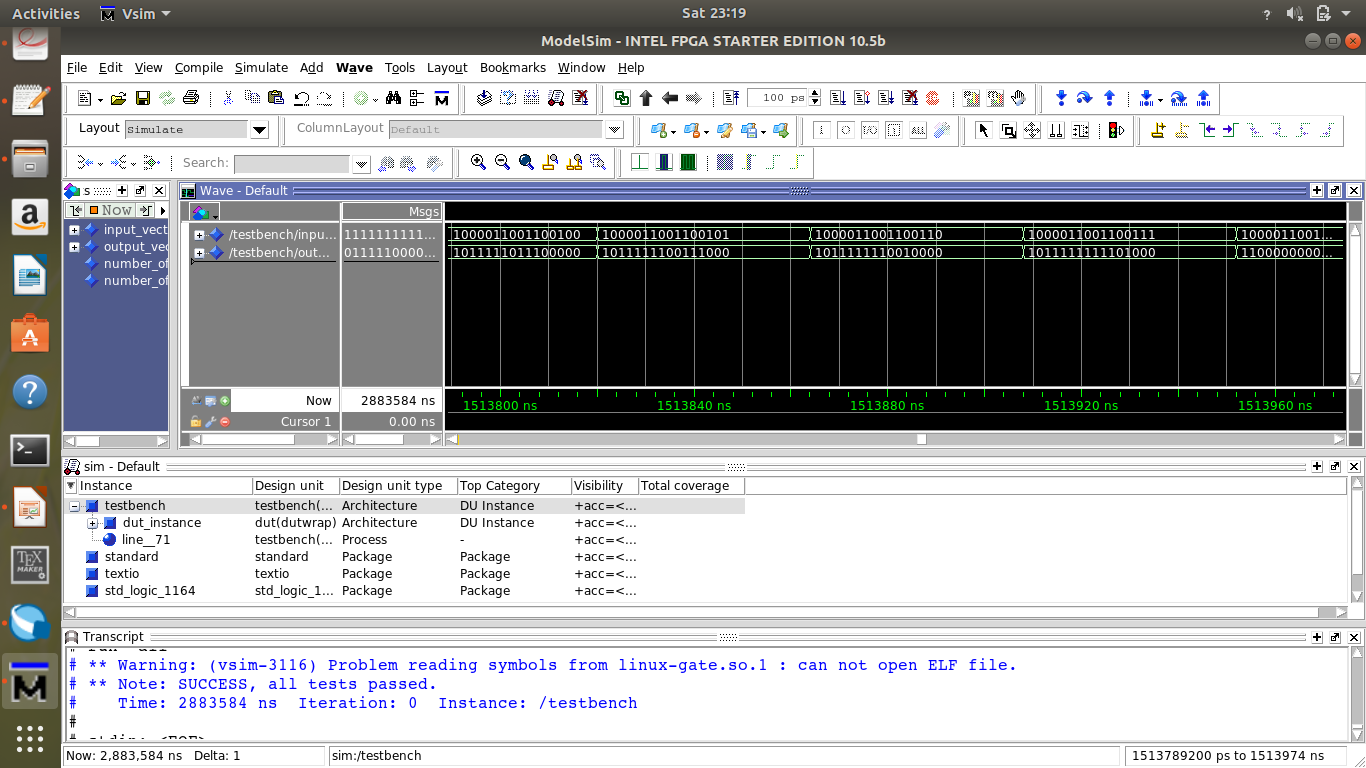 Activities Vsim Sat 23:19 ?
ModelSim - INTEL FPGA STARTER EDITION 10.5b
File Edit View Compile Simulate Add Wave Tools Layout Bookmarks Window Help
100 ps
Layout Simulate ColumnLayout Default
Search:
s Wave - Default
Now Msgs
input_vect /testbench/inpu... 1111111111... 1000011001100100 1000011001100101 1000011001100110 1000011001100111 1000011001...
output_vec /testbench/out... 0111110000... 1011111011100000 1011111100111000 1011111110010000 1011111111101000 1100000000...
number_of
number_of
Now 2883584 ns 1513800 ns 1513840 ns 1513880 ns 1513920 ns 1513960 ns
Cursor 1 0.00 ns
sim - Default
Instance Design unit Design unit type Top Category Visibility Total coverage
testbench testbench(... Architecture DU Instance +acc=<...
dut_instance dut(dutwrap) Architecture DU Instance +acc=<...
line__71 testbench(... Process - +acc=<...
standard standard Package Package +acc=<...
textio textio Package Package +acc=<...
std_logic_1164 std_logic_1... Package Package +acc=<...
Transcript
# ** Warning: (vsim-3116) Problem reading symbols from linux-gate.so.1 : can not open ELF file.
# ** Note: SUCCESS, all tests passed.
# Time: 2883584 ns Iteration: 0 Instance: /testbench
#
Now: 2,883,584 ns Delta: 1 sim:/testbench 1513789200 ps to 1513974 ns